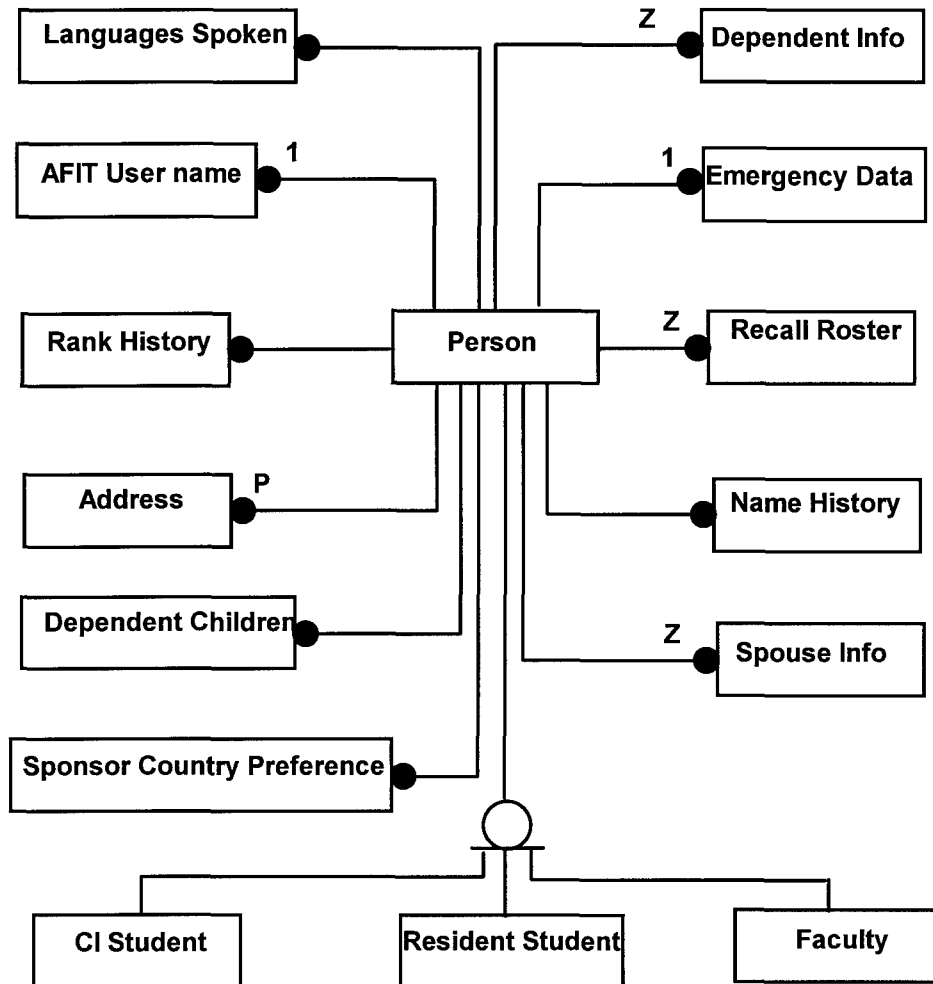 Languages Spoken
Z
Dependent Info
AFIT User name
1
1
Emergency Data
Rank History
Person
Z
Recall Roster
Address
P
Name History
Dependent Children
Z
Spouse Info
Sponsor Country Preference
CI Student
Resident Student
Faculty